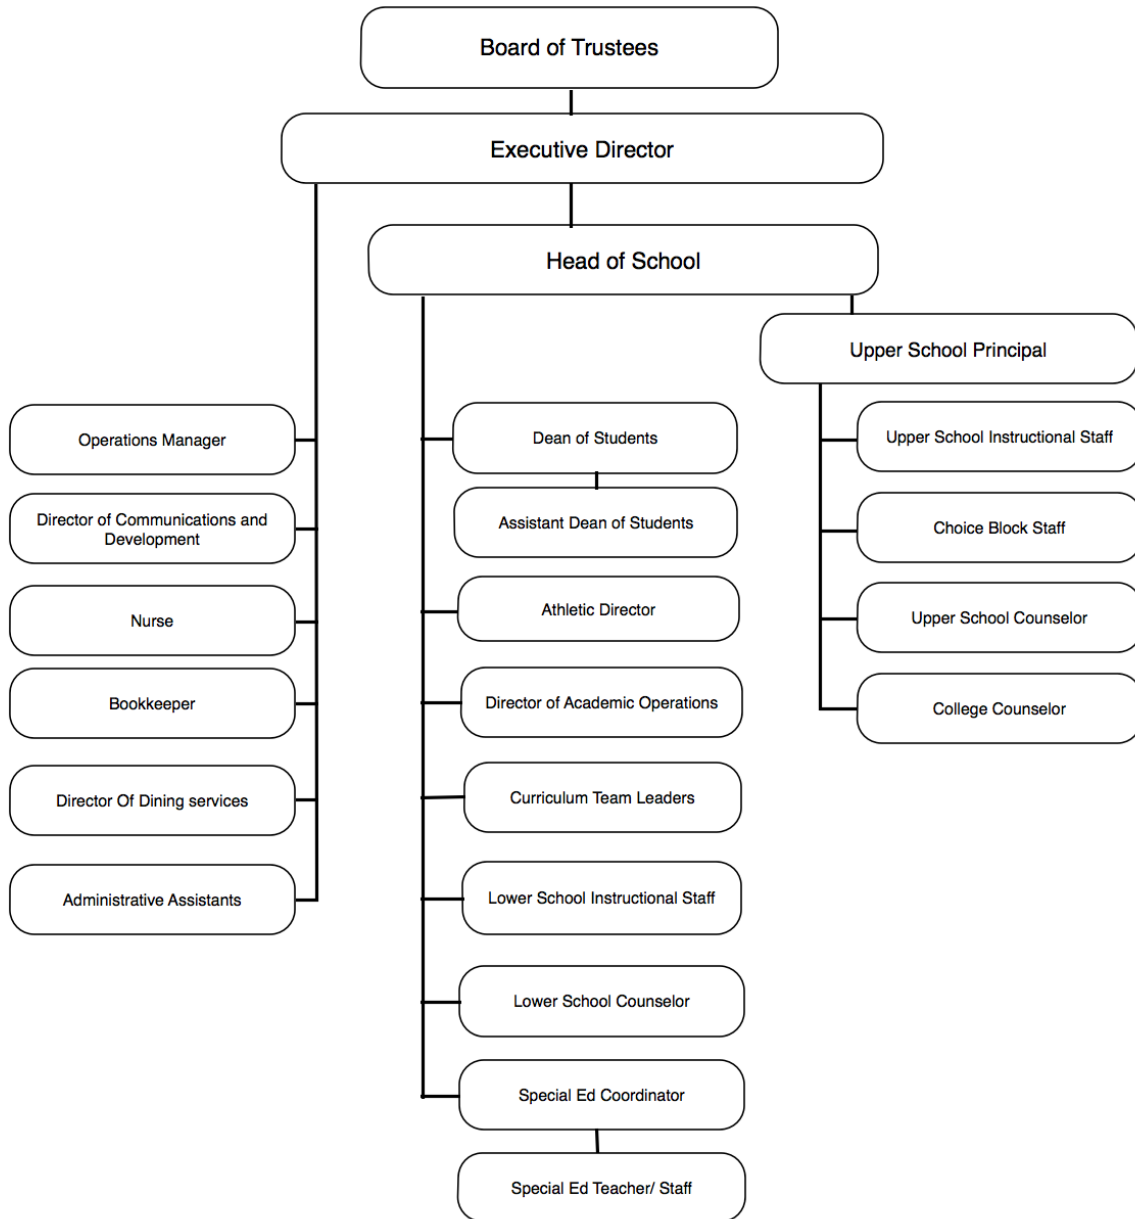 Board of Trustees
Executive Director
Head of School
Upper School Principal
Operations Manager
Director of Communications and
Development
Nurse
Bookkeeper
Director Of Dining services
Administrative Assistants
Dean of Students
Assistant Dean of Students
Athletic Director
Director of Academic Operations
Curriculum Team Leaders
Lower School Instructional Staff
Lower School Counselor
Special Ed Coordinator
Special Ed Teacher/ Staff
Upper School Instructional Staff
Choice Block Staff
Upper School Counselor
College Counselor